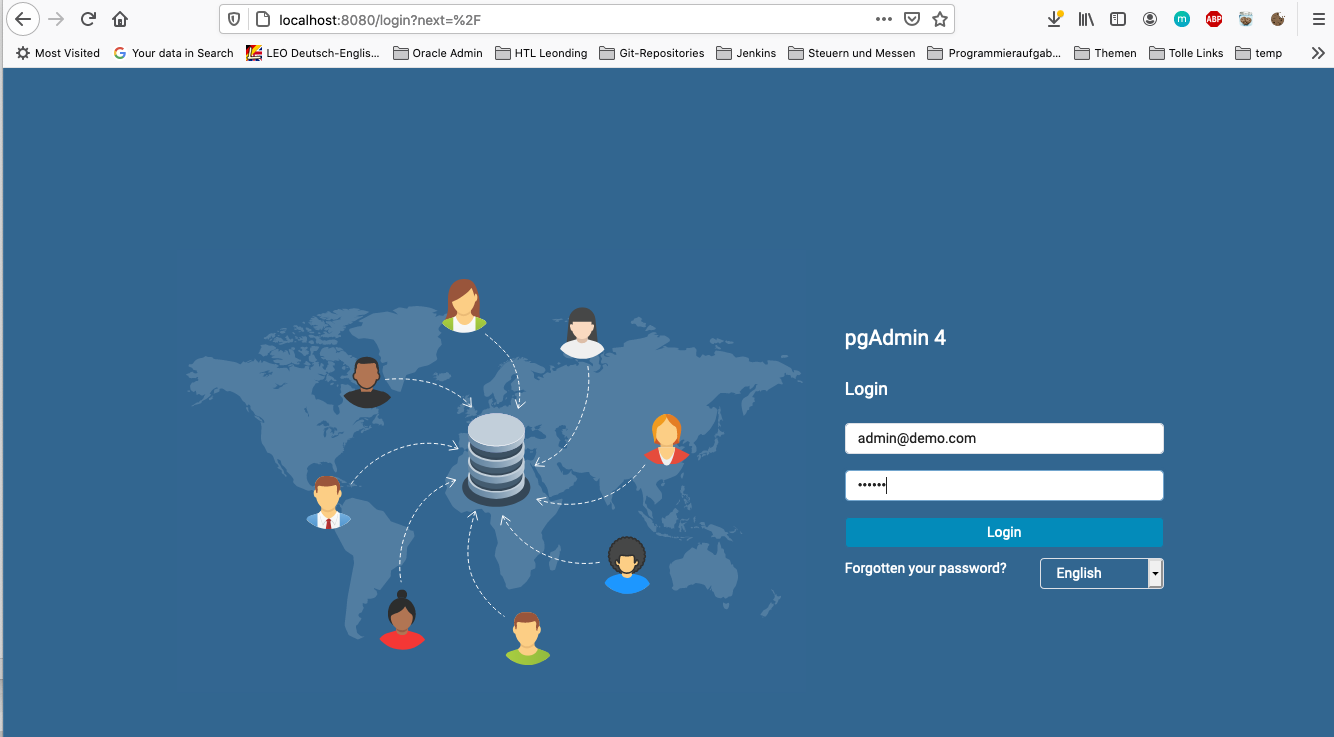 localhost:8080/login?next=%2F
ABP
m
Most Visited Your data in Search LEO Deutsch-Englis... Oracle Admin HTL Leonding Git-Repositories Jenkins Steuern und Messen Programmieraufgab... Themen Tolle Links temp
pgAdmin 4
Login
admin@demo.com
••••••
Login
Forgotten your password? English